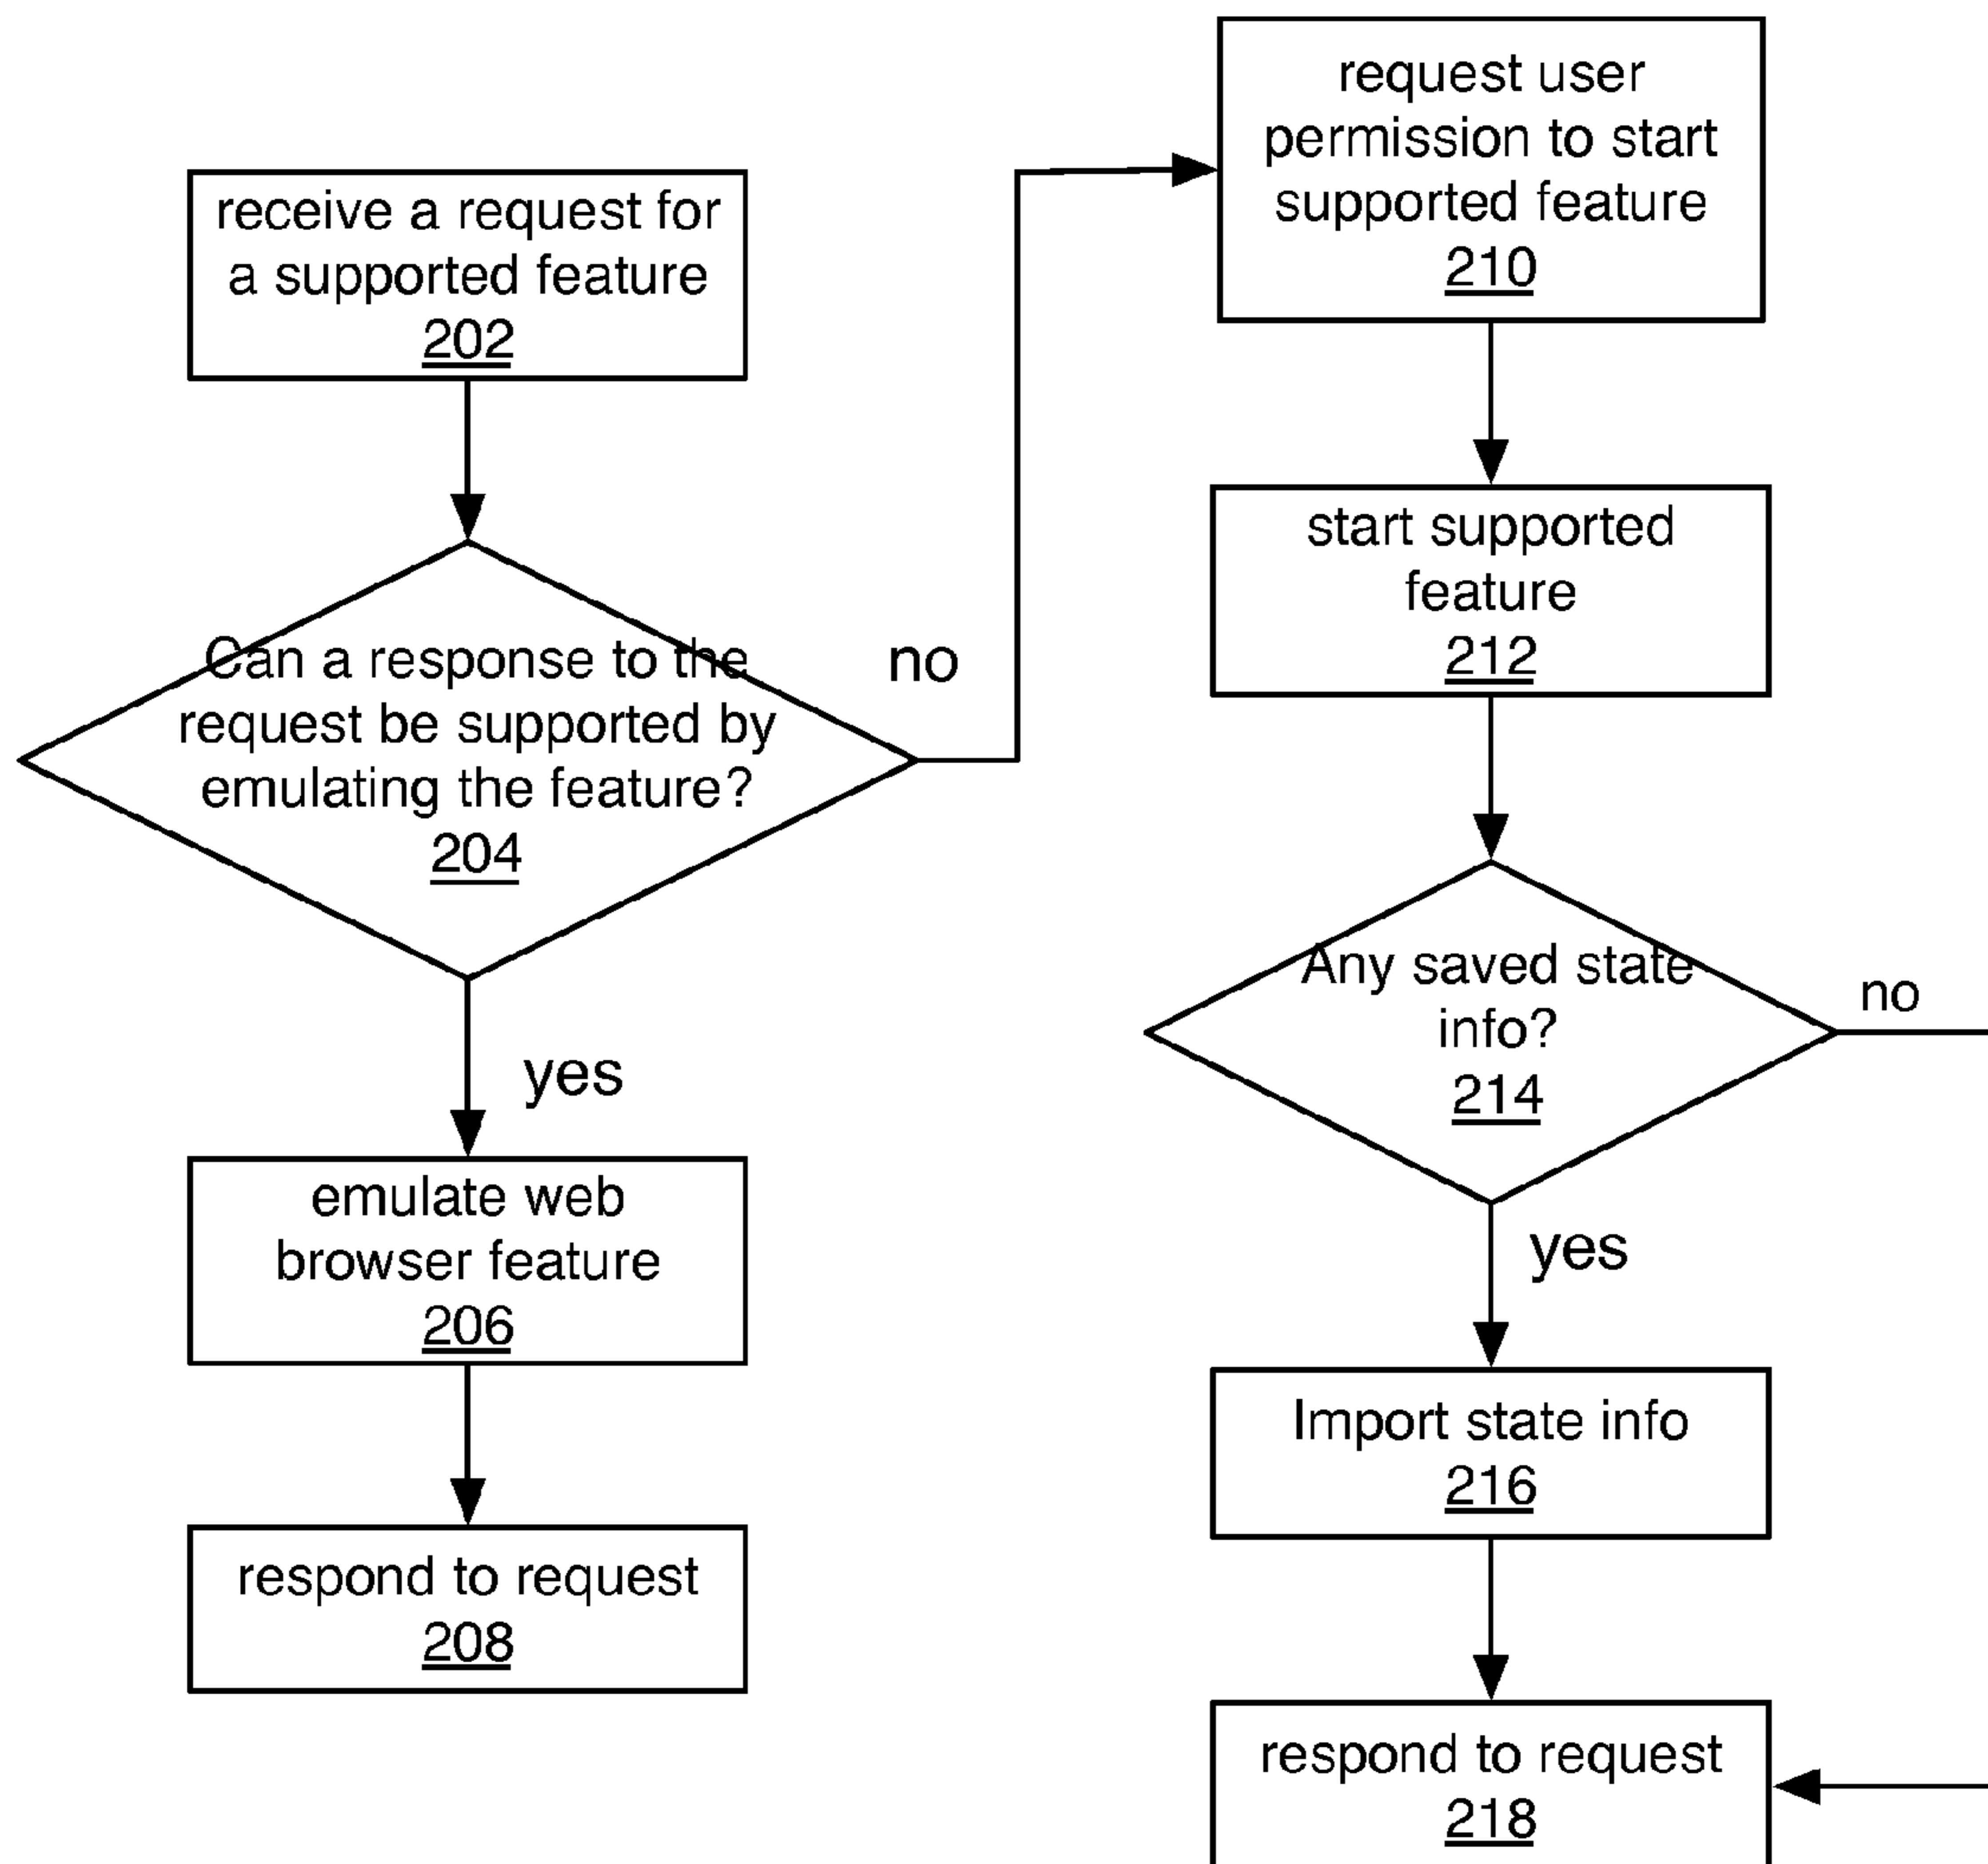 receive a request for
a supported feature
202
Can a response to the
request be supported by
emulating the feature?
204
no
yes
emulate web
browser feature
206
respond to request
208
request user
permission to start
supported feature
210
start supported
feature
212
Any saved state
info?
214
no
yes
Import state info
216
respond to request
218